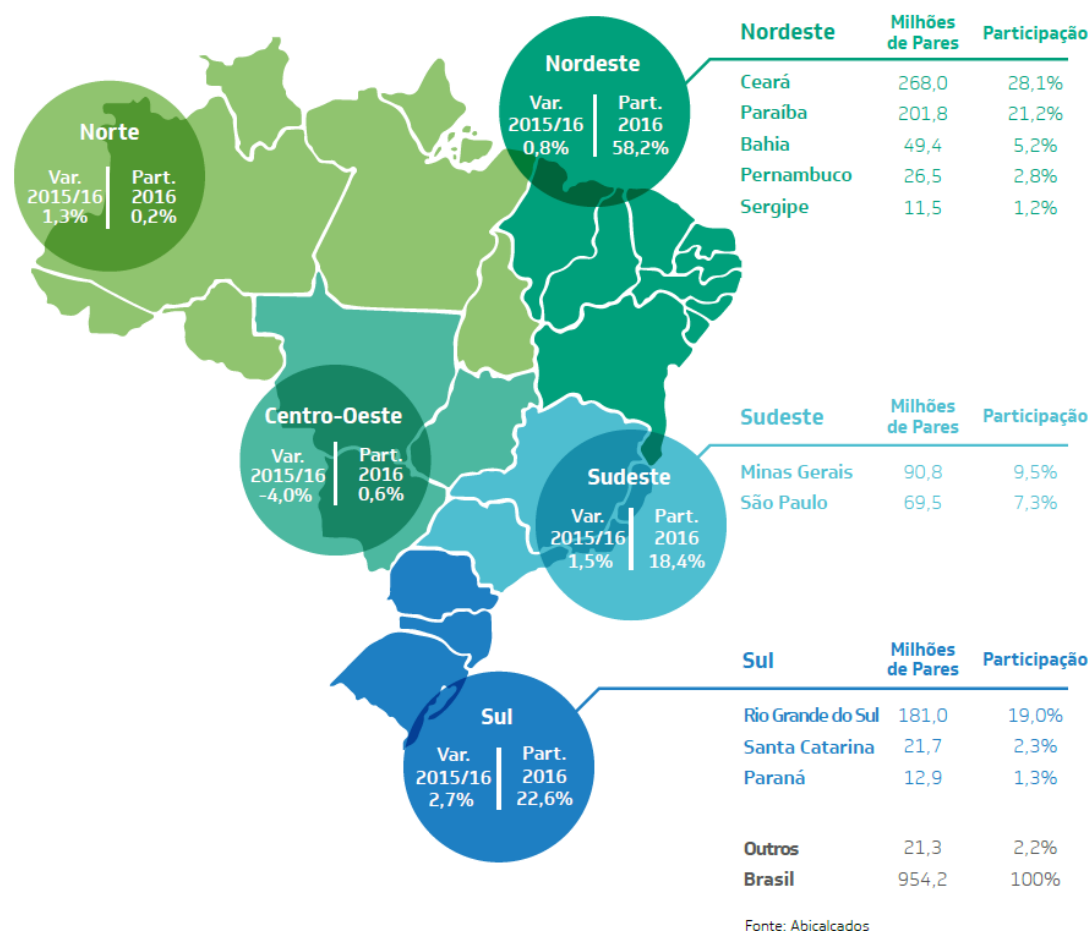 Norte
Var.
2015/16
1,3%
Part.
2016
0,2%
Nordeste
Var.
2015/16
0,8%
Part.
2016
58,2%
Centro-Oeste
Var.
2015/16
-4,0%
Part.
2016
0,6%
Sudeste
Var.
2015/16
1,5%
Part.
2016
18,4%
Sul
Var.
2015/16
2,7%
Part.
2016
22,6%
Nordeste Milhões de Pares Participação
Ceará 268,0 28,1%
Paraíba 201,8 21,2%
Bahia 49,4 5,2%
Pernambuco 26,5 2,8%
Sergipe 11,5 1,2%
Sudeste Milhões de Pares Participação
Minas Gerais 90,8 9,5%
São Paulo 69,5 7,3%
Sul Milhões de Pares Participação
Rio Grande do Sul 181,0 19,0%
Santa Catarina 21,7 2,3%
Paraná 12,9 1,3%
Outros 21,3 2,2%
Brasil 954,2 100%
Fonte: Abicalcados